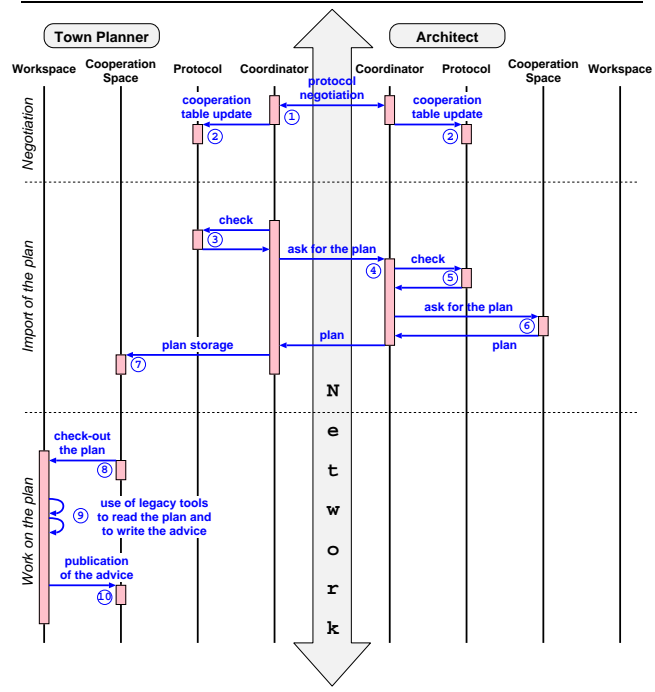 Town Planner
Architect
Workspace
Cooperation
Space
Protocol
Coordinator
Coordinator
Protocol
Cooperation
Space
Workspace
Negotiation
protocol
negotiation
1
cooperation
table update
2
cooperation
table update
2
Import of the plan
check
3
ask for the plan
4
check
5
ask for the plan
6
plan
plan
plan storage
7
Network
Work on the plan
check-out
the plan
8
9
use of legacy tools
to read the plan and
to write the advice
publication
of the advice
10